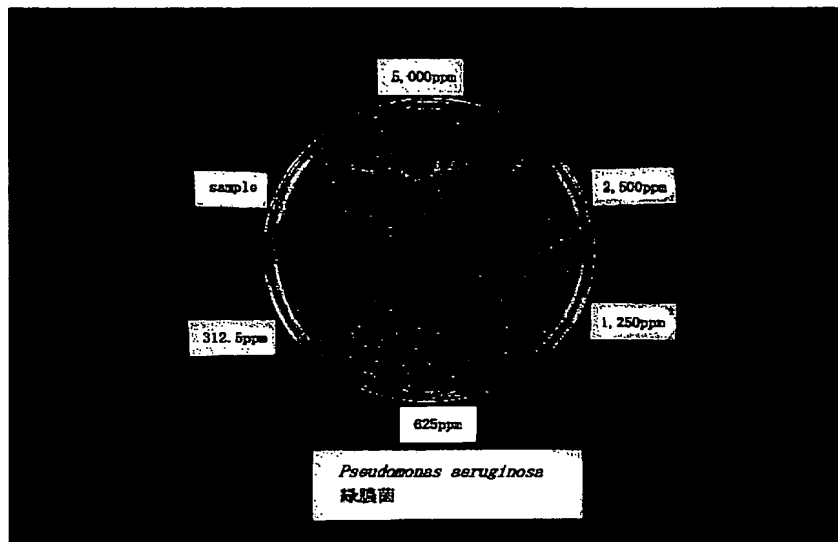 5,000ppm
sample
2,500ppm
312.5ppm
1,250ppm
625ppm
Pseudomonas aeruginosa
緑膿菌